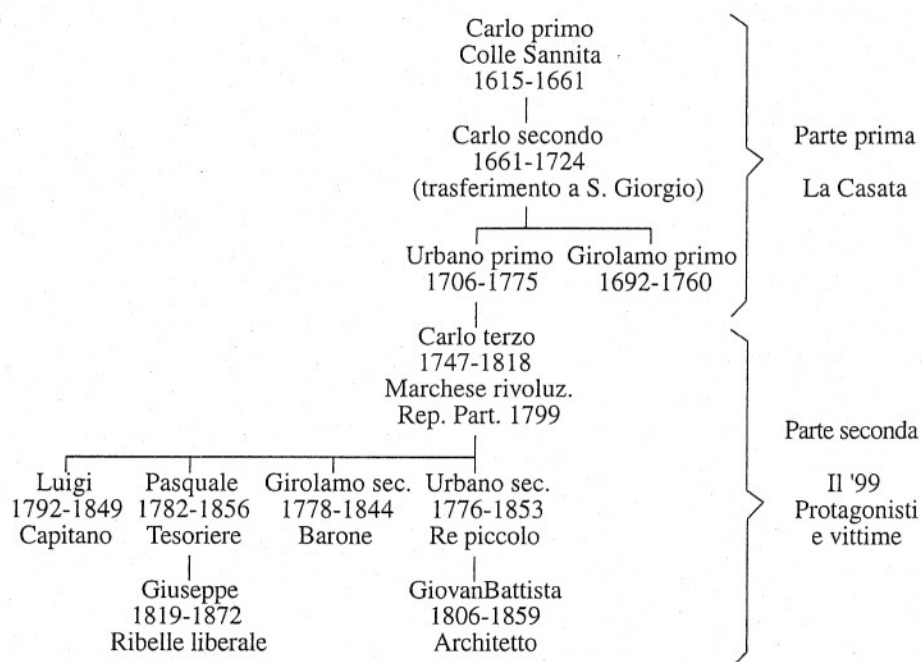 Carlo primo
Colle Sannita
1615-1661
Carlo secondo
1661-1724
(trasferimento a S. Giorgio)
Parte prima
La Casata
Urbano primo
1706-1775
Girolamo primo
1692-1760
Carlo terzo
1747-1818
Marchese rivoluz.
Rep. Part. 1799
Luigi
1792-1849
Capitano
Pasquale
1782-1856
Tesoriere
Girolamo sec.
1778-1844
Barone
Urbano sec.
1776-1853
Re piccolo
Giuseppe
1819-1872
Ribelle liberale
GiovanBattista
1806-1859
Architetto
Parte seconda
Il '99
Protagonisti
e vittime